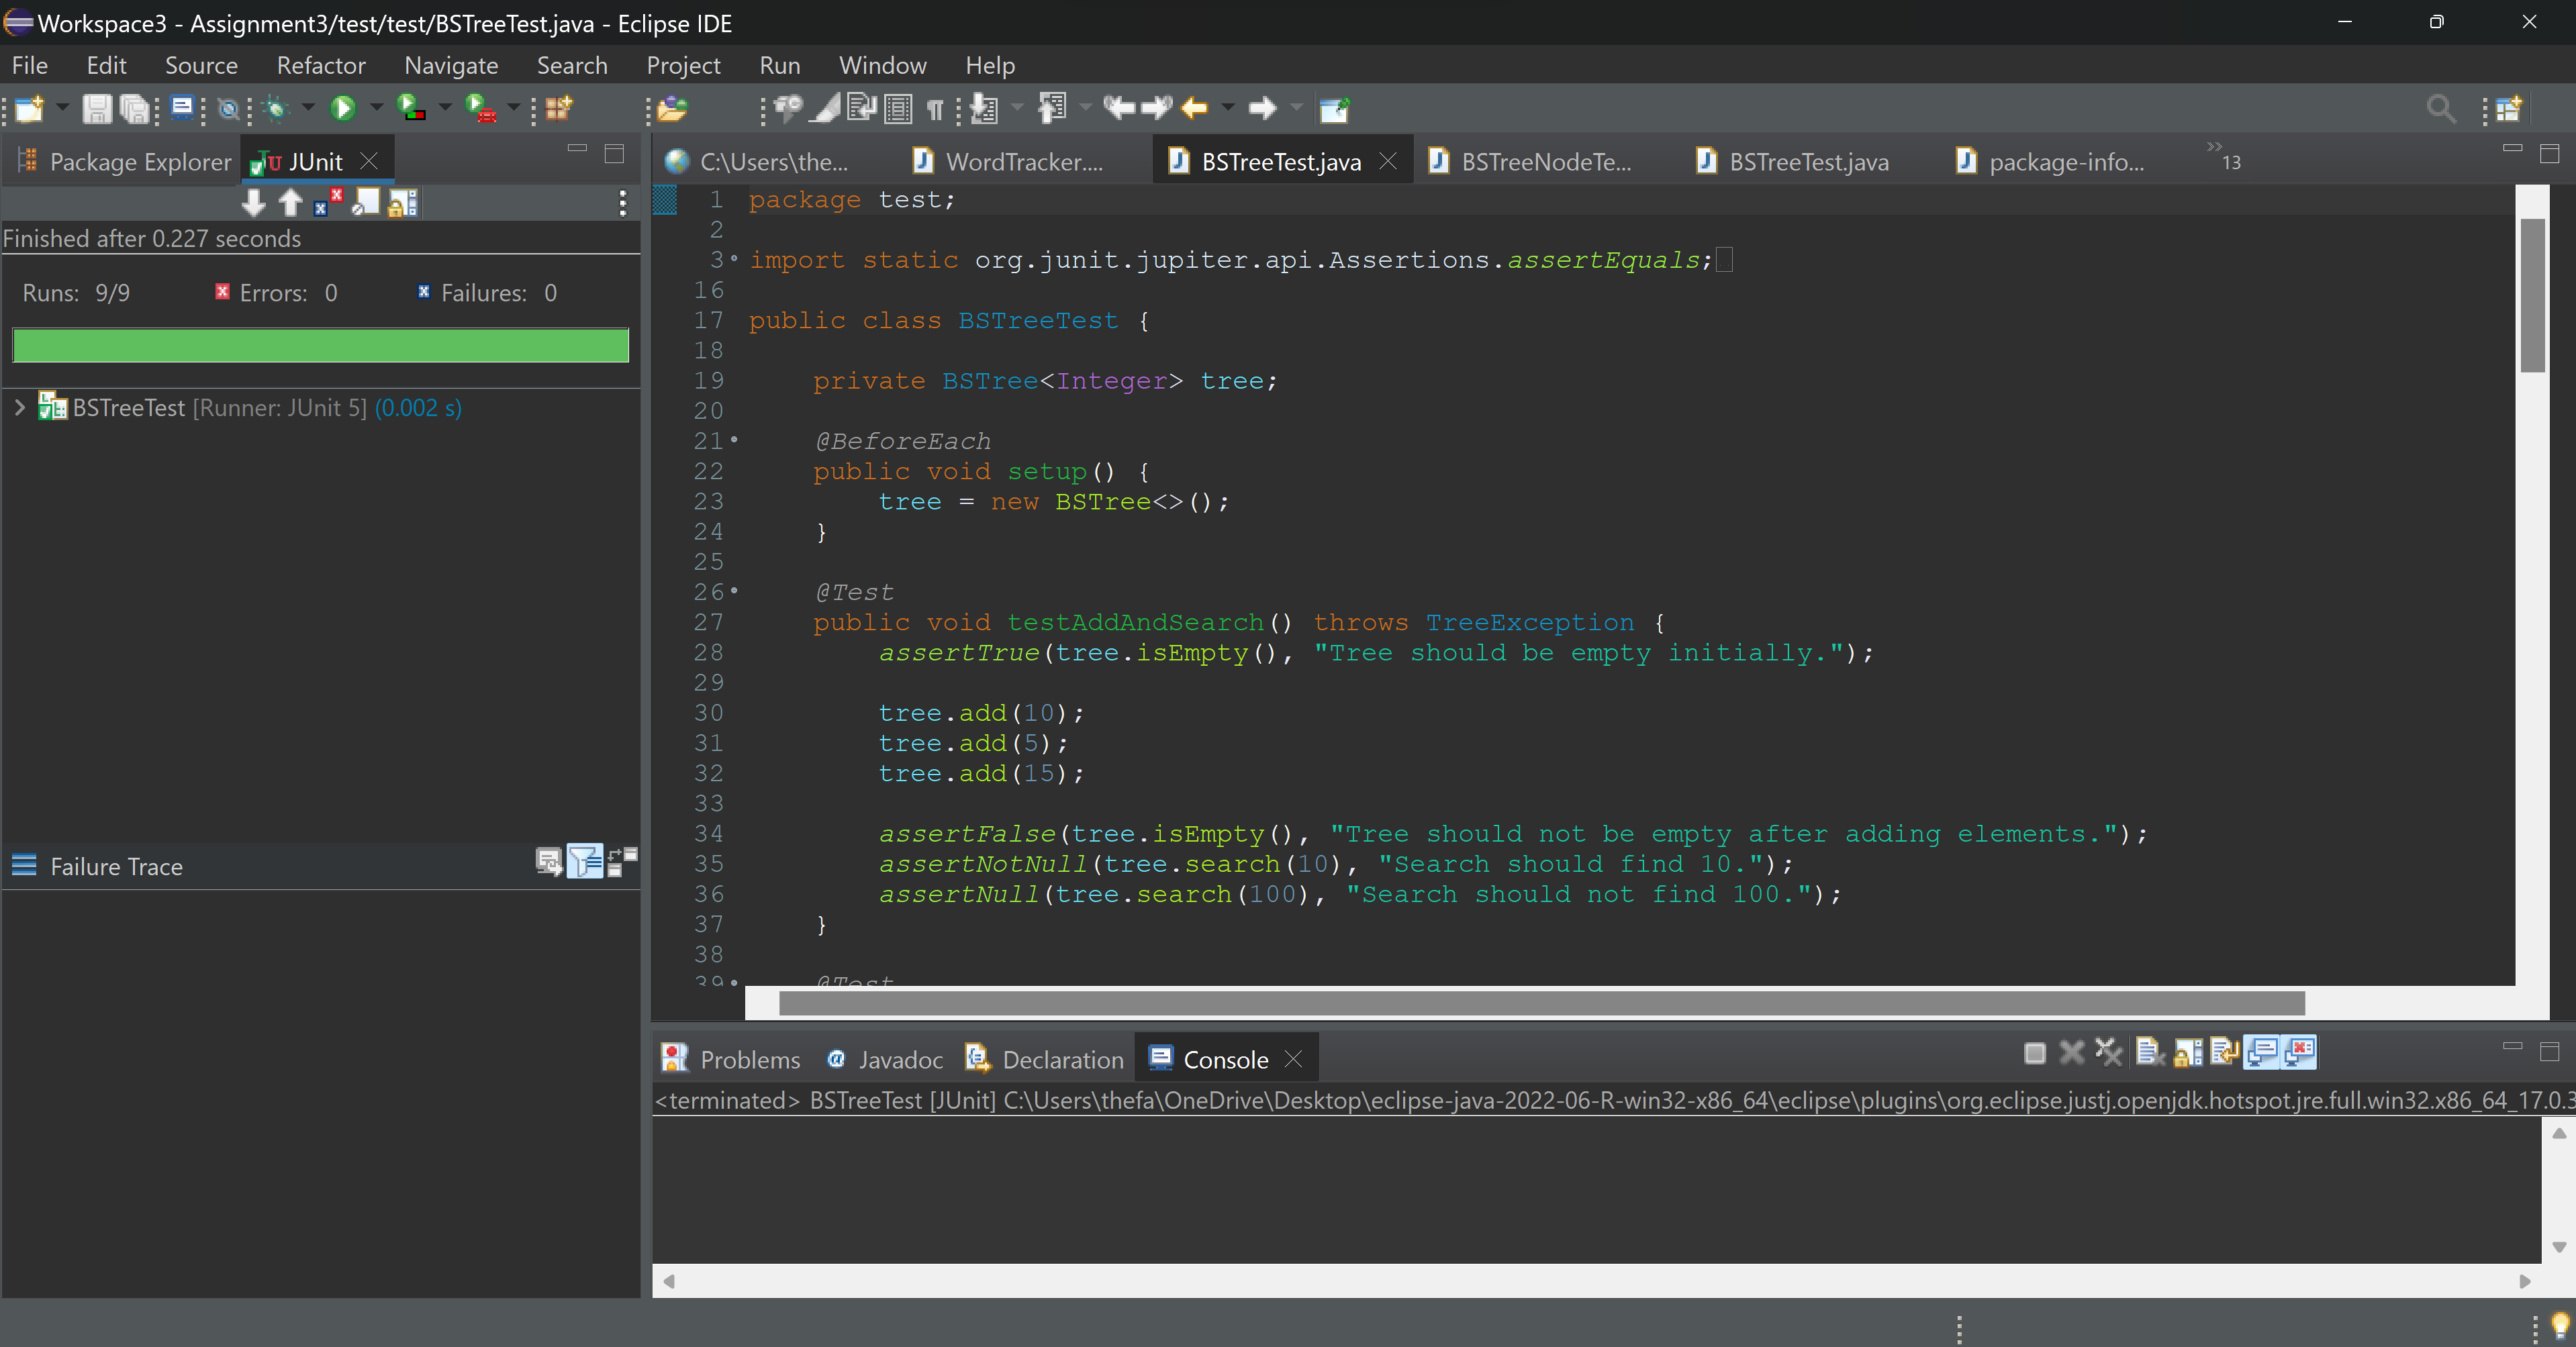 Workspace3 - Assignment3/test/test/BSTreeTest.java - Eclipse IDE
File Edit Source Refactor Navigate Search Project Run Window Help
Package Explorer JUnit
Finished after 0.227 seconds
Runs: 9/9 Errors: 0 Failures: 0
BSTreeTest [Runner: JUnit 5] (0.002 s)
Failure Trace
C:\Users\the... WordTracker.... BSTreeTest.java BSTreeNodeTe... BSTreeTest.java package-info... 13
1 package test;
2
3 import static org.junit.jupiter.api.Assertions.assertEquals;
16
17 public class BSTreeTest {
18
19 private BSTree<Integer> tree;
20
21 @BeforeEach
22 public void setup() {
23 tree = new BSTree<>();
24 }
25
26 @Test
27 public void testAddAndSearch() throws TreeException {
28 assertTrue(tree.isEmpty(), "Tree should be empty initially.");
29
30 tree.add(10);
31 tree.add(5);
32 tree.add(15);
33
34 assertFalse(tree.isEmpty(), "Tree should not be empty after adding elements.");
35 assertNotNull(tree.search(10), "Search should find 10.");
36 assertNull(tree.search(100), "Search should not find 100.");
37 }
38
39 @Test
Problems Javadoc Declaration Console
<terminated> BSTreeTest [JUnit] C:\Users\thefa\OneDrive\Desktop\eclipse-java-2022-06-R-win32-x86_64\eclipse\plugins\org.eclipse.justj.openjdk.hotspot.jre.full.win32.x86_64_17.0.3